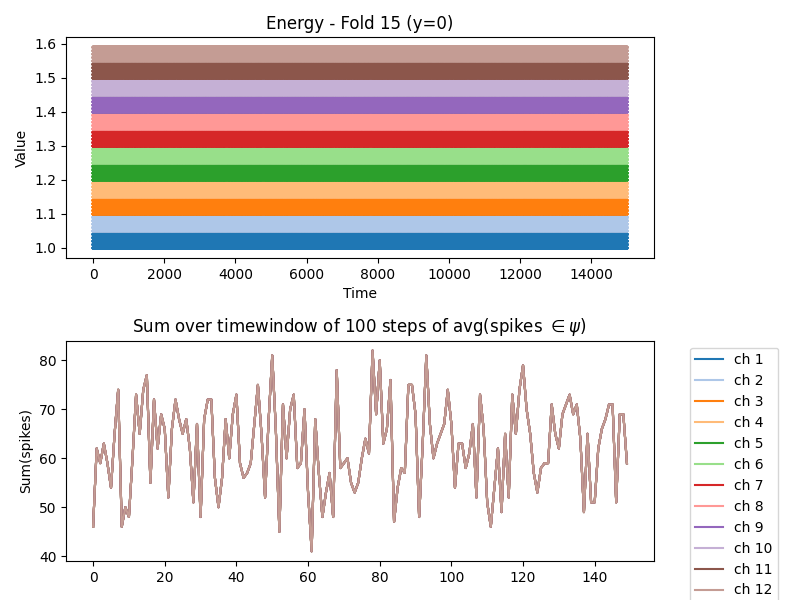 Energy - Fold 15 (y=0)
1.6
1.5
1.4
1.3
1.2
1.1
1.0
Value
0 2000 4000 6000 8000 10000 12000 14000
Time
Sum over timewindow of 100 steps of avg(spikes ∈ ψ)
80
70
60
50
40
Sum(spikes)
0 20 40 60 80 100 120 140
ch 1
ch 2
ch 3
ch 4
ch 5
ch 6
ch 7
ch 8
ch 9
ch 10
ch 11
ch 12